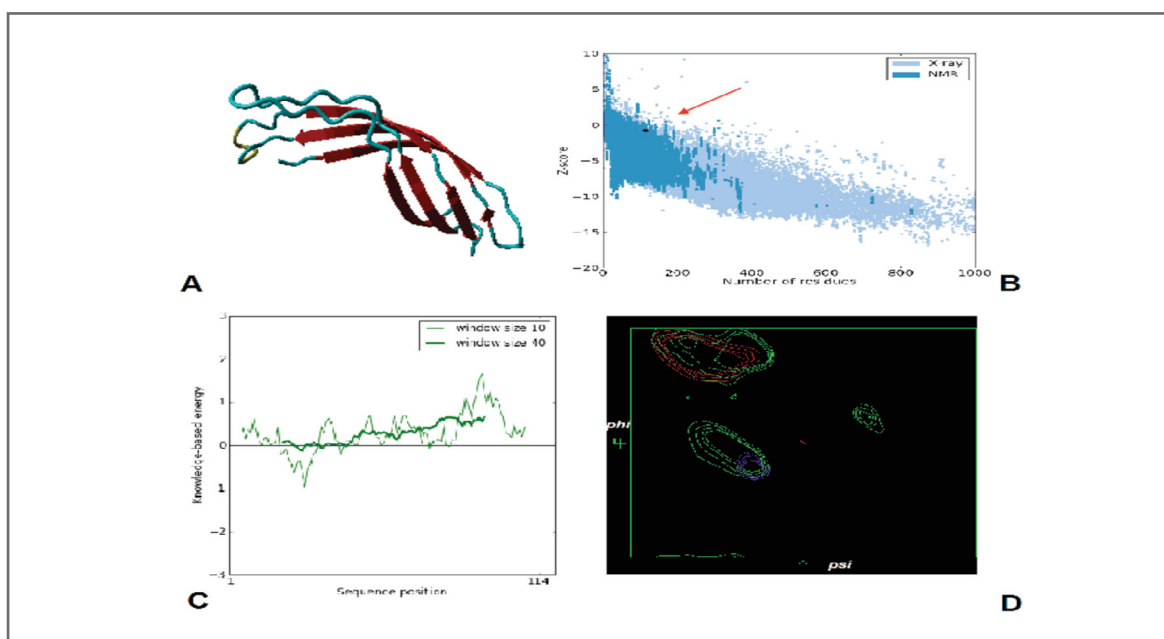 A
10
5
0
−5
−10
−15
−20
Z-score
X-ray
NMR
0
200
400
600
800
1000
Number of residues
B
3
2
1
0
1
−2
−3
Knowledge-based energy
window size 10
window size 40
1
114
Sequence position
C
phi
psi
D